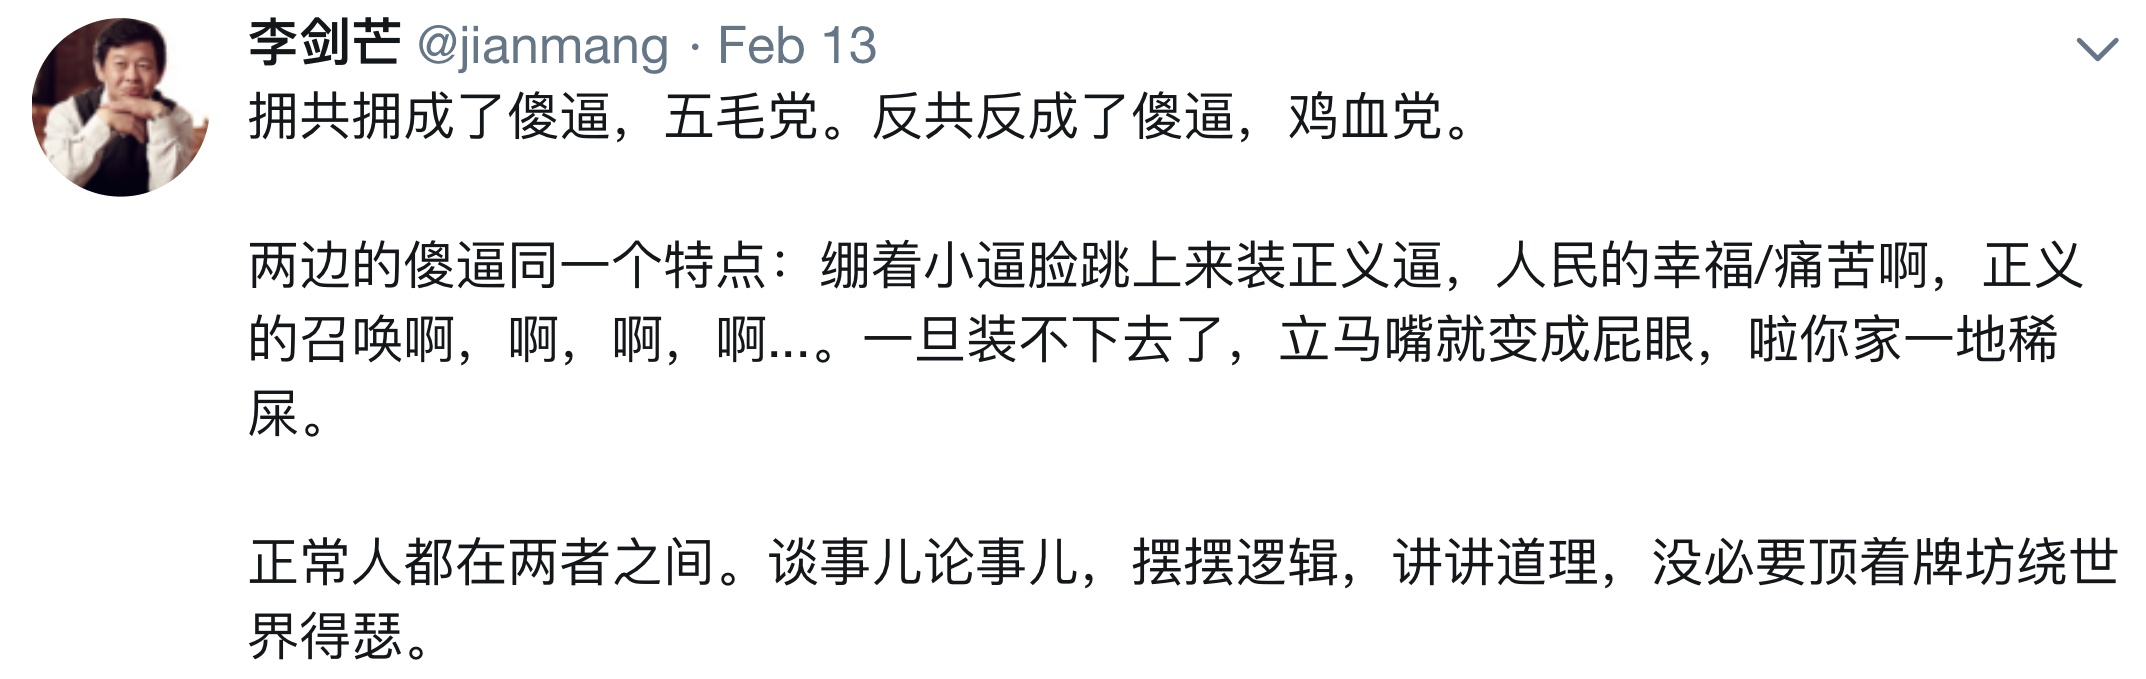 李剑芒 @jianmang · Feb 13
拥共拥成了傻逼，五毛党。反共反成了傻逼，鸡血党。
两边的傻逼同一个特点：绷着小逼脸跳上来装正义逼，人民的幸福/痛苦啊，正义
的召唤啊，啊，啊，啊...。一旦装不下去了，立马嘴就变成屁眼，啦你家一地稀
屎。
正常人都在两者之间。谈事儿论事儿，摆摆逻辑，讲讲道理，没必要顶着牌坊绕世
界得瑟。